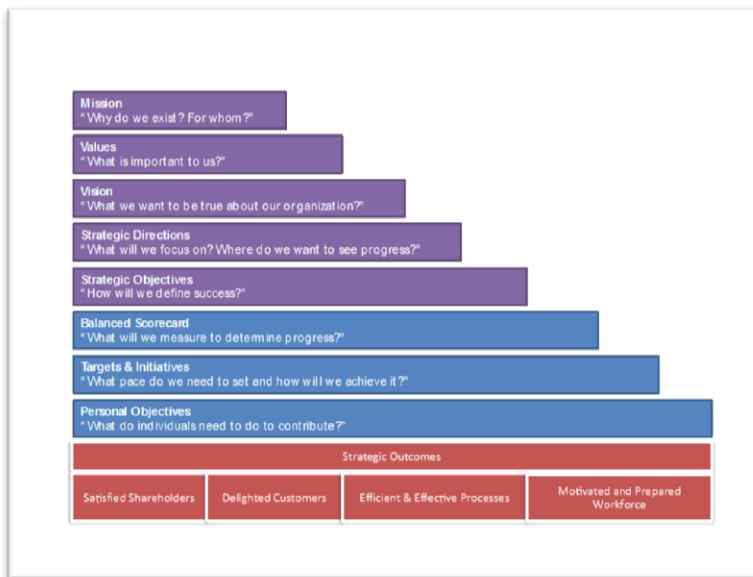 Mission
"Why do we exist? For whom?"
Values
"What is important to us?"
Vision
"What we want to be true about our organization?"
Strategic Directions
"What will we focus on? Where do we want to see progress?"
Strategic Objectives
"How will we define success?"
Balanced Scorecard
"What will we measure to determine progress?"
Targets & Initiatives
"What pace do we need to set and how will we achieve it?"
Personal Objectives
"What do individuals need to do to contribute?"
Strategic Outcomes
Satisfied Shareholders
Delighted Customers
Efficient & Effective Processes
Motivated and Prepared
Workforce